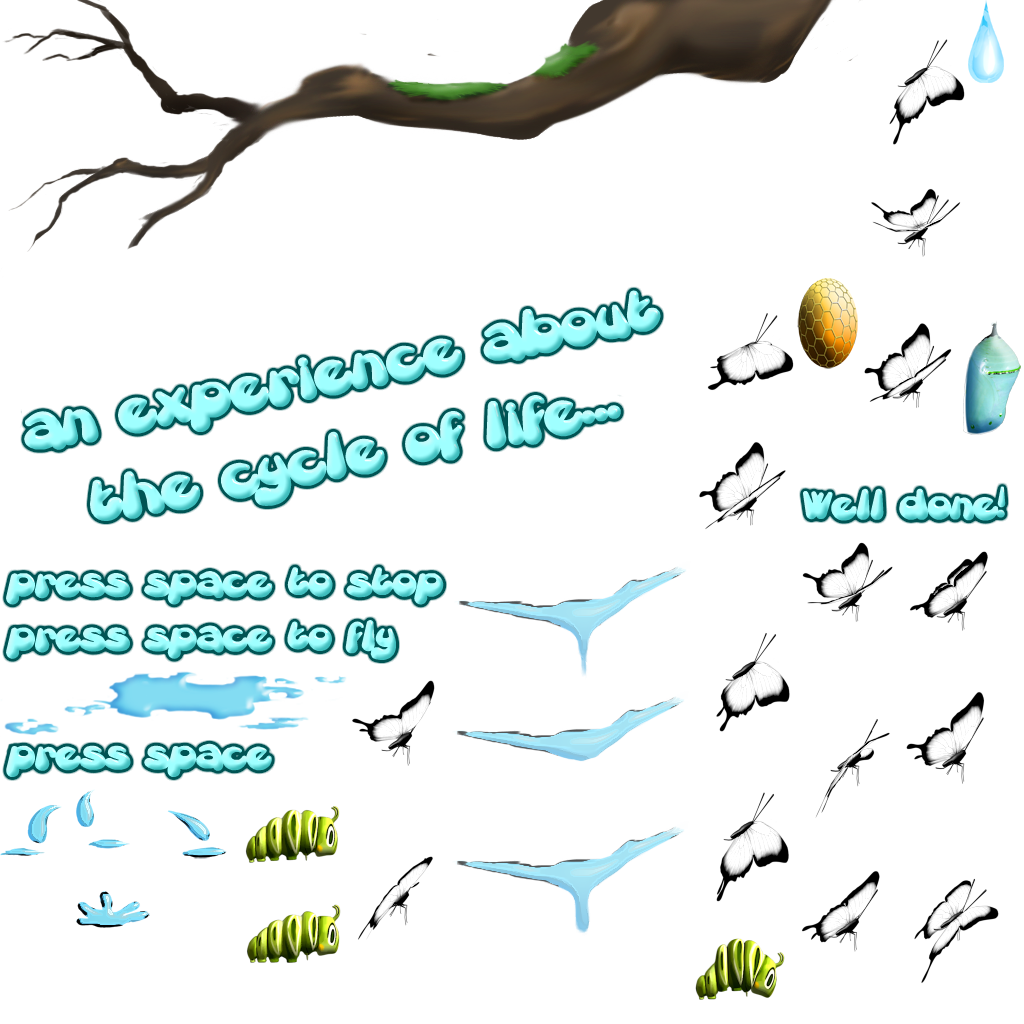 an experience about
the cycle of life...
Well done!
press space to stop
press space to fly
press space